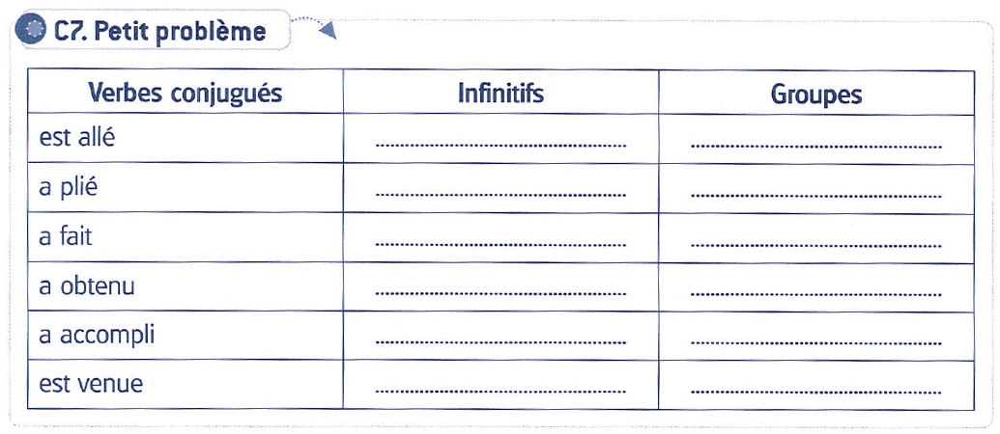 C7. Petit problème
Verbes conjugués Infinitifs Groupes
est allé
a plié
a fait
a obtenu
a accompli
est venue